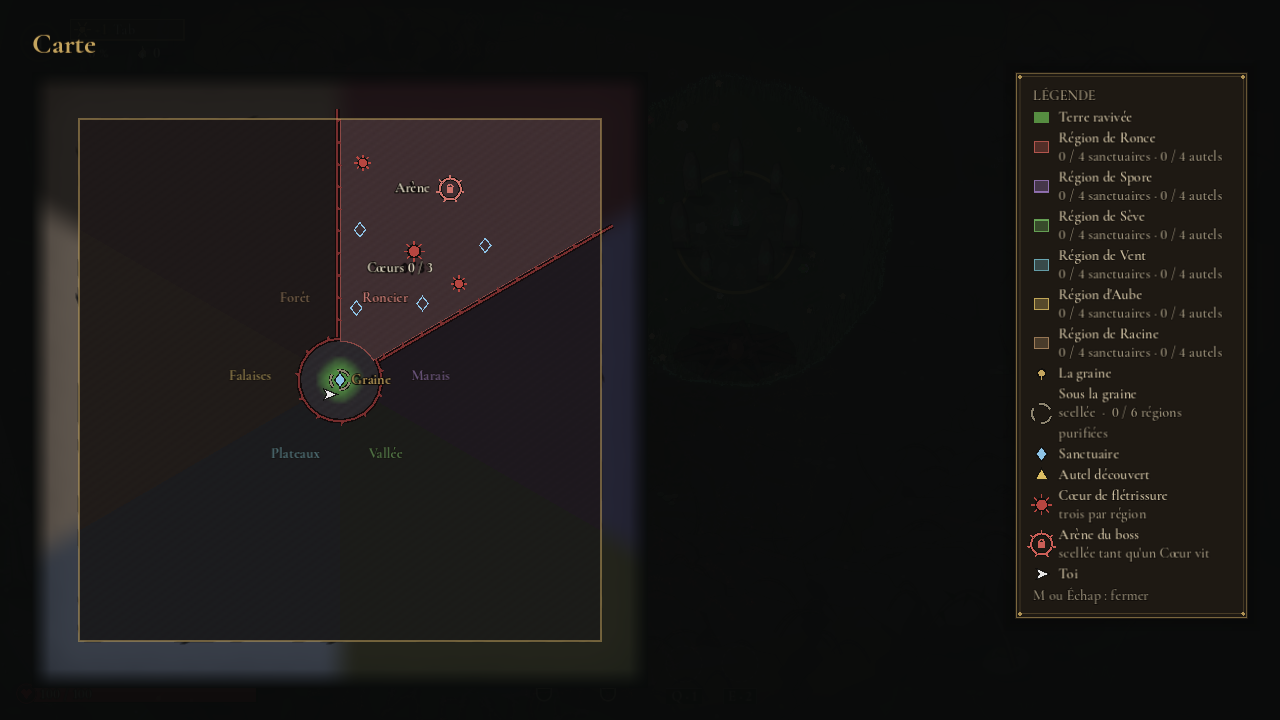 Carte
Arène
Cœurs 0 / 3
Forêt
Roncier
Falaises
Graine
Marais
Plateaux
Vallée
LÉGENDE
Terre ravivée
Région de Ronce
0 / 4 sanctuaires · 0 / 4 autels
Région de Spore
0 / 4 sanctuaires · 0 / 4 autels
Région de Sève
0 / 4 sanctuaires · 0 / 4 autels
Région de Vent
0 / 4 sanctuaires · 0 / 4 autels
Région d'Aube
0 / 4 sanctuaires · 0 / 4 autels
Région de Racine
0 / 4 sanctuaires · 0 / 4 autels
La graine
Sous la graine
scellée · 0 / 6 régions
purifiées
Sanctuaire
Autel découvert
Cœur de flétrissure
trois par région
Arène du boss
scellée tant qu'un Cœur vit
Toi
M ou Échap : fermer